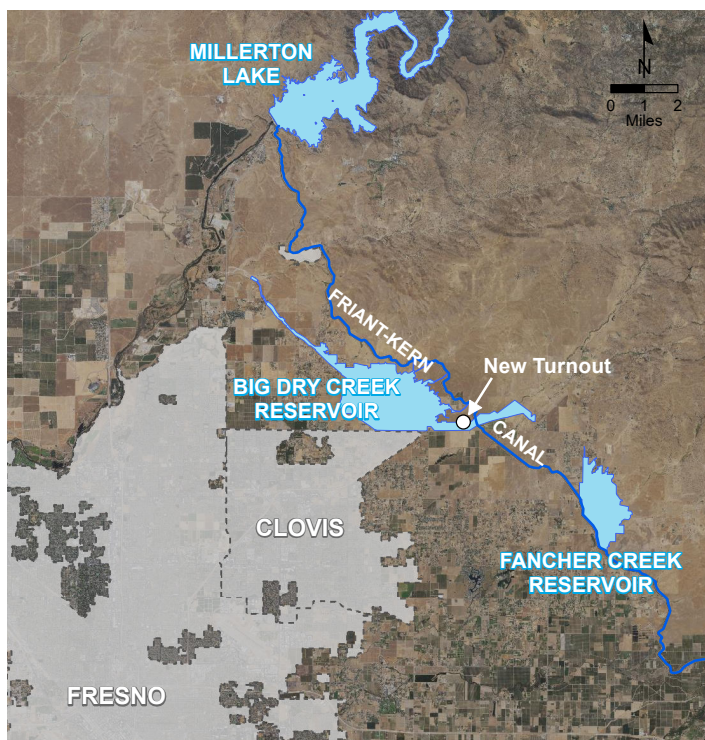 MILLERTON
LAKE
N
0 1 2
Miles
FRIANT-KERN
New Turnout
BIG DRY CREEK
RESERVOIR
CANAL
CLOVIS
FANCHER CREEK
RESERVOIR
FRESNO